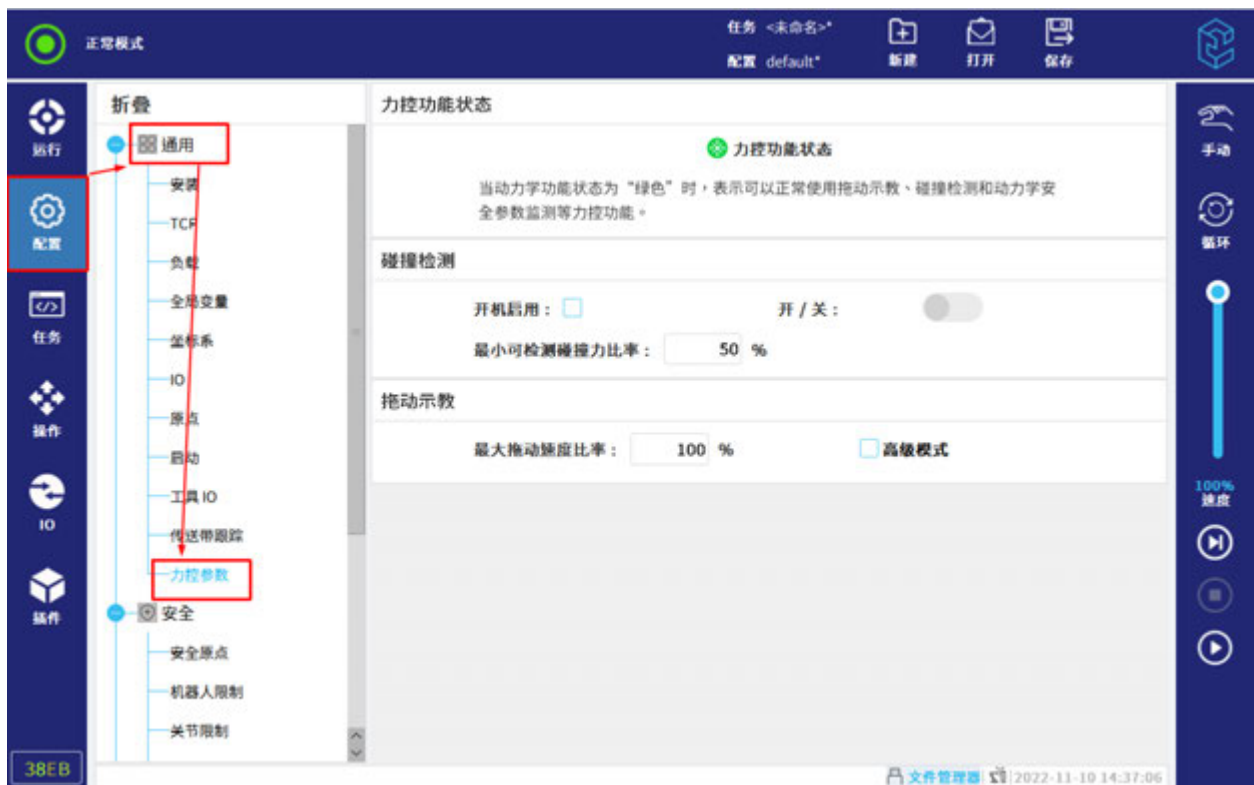 正常模式
任务 <未命名>*
配置 default*
新建
打开
保存
运行
配置
任务
操作
IO
插件
38EB
折叠
通用
安装
TCP
负载
全局变量
坐标系
IO
原点
启动
工具 IO
传送带跟踪
力控参数
安全
安全原点
机器人限制
关节限制
力控功能状态
力控功能状态
当动力学功能状态为“绿色”时，表示可以正常使用拖动示教、碰撞检测和动力学安
全参数监测等力控功能。
碰撞检测
开机启用： 开 / 关：
最小可检测碰撞力比率： 50 %
拖动示教
最大拖动速度比率： 100 % 高级模式
手动
循环
100%
速度
文件管理器 2022-11-10 14:37:06